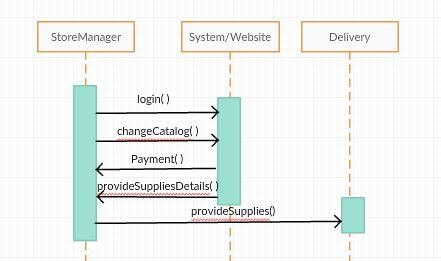 StoreManager
System/Website
Delivery
login( )
changeCatalog( )
Payment( )
provideSuppliesDetails( )
provideSupplies()